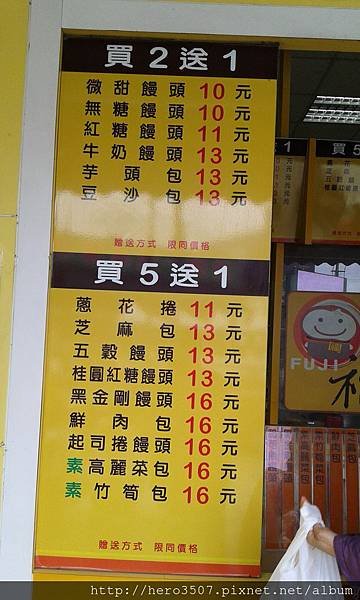 買2送1
微甜饅頭 10 元
無糖饅頭 10 元
紅糖饅頭 11 元
牛奶饅頭 13 元
芋頭包 13 元
豆沙包 13 元
贈送方式 限同價格
買5送1
蔥花捲 11 元
芝麻包 13 元
五穀饅頭 13 元
桂圓紅糖饅頭 13 元
黑金剛饅頭 16 元
鮮肉包 16 元
起司捲饅頭 16 元
素高麗菜包 16 元
素竹筍包 16 元
贈送方式 限同價格
買5
FUJI
http://hero3507.pixnet.net/album